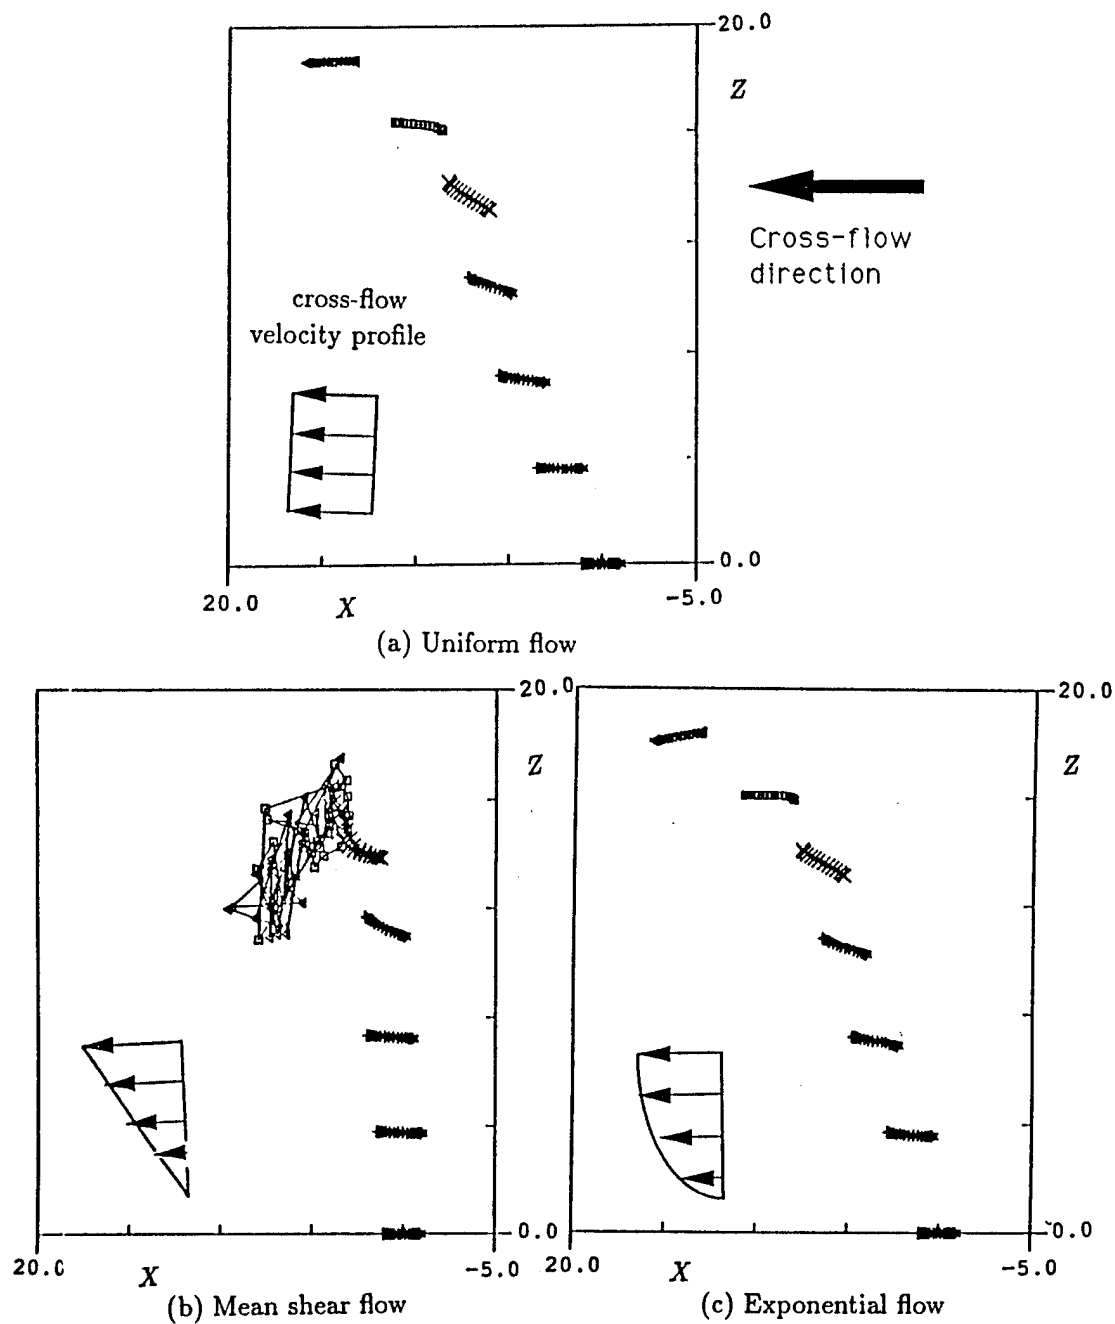 20.0
Z
Cross-flow
direction
cross-flow
velocity profile
0.0
20.0
X
-5.0
(a) Uniform flow
20.0
Z
0.0
20.0
X
-5.0
(b) Mean shear flow
20.0
Z
0.0
20.0
X
-5.0
(c) Exponential flow